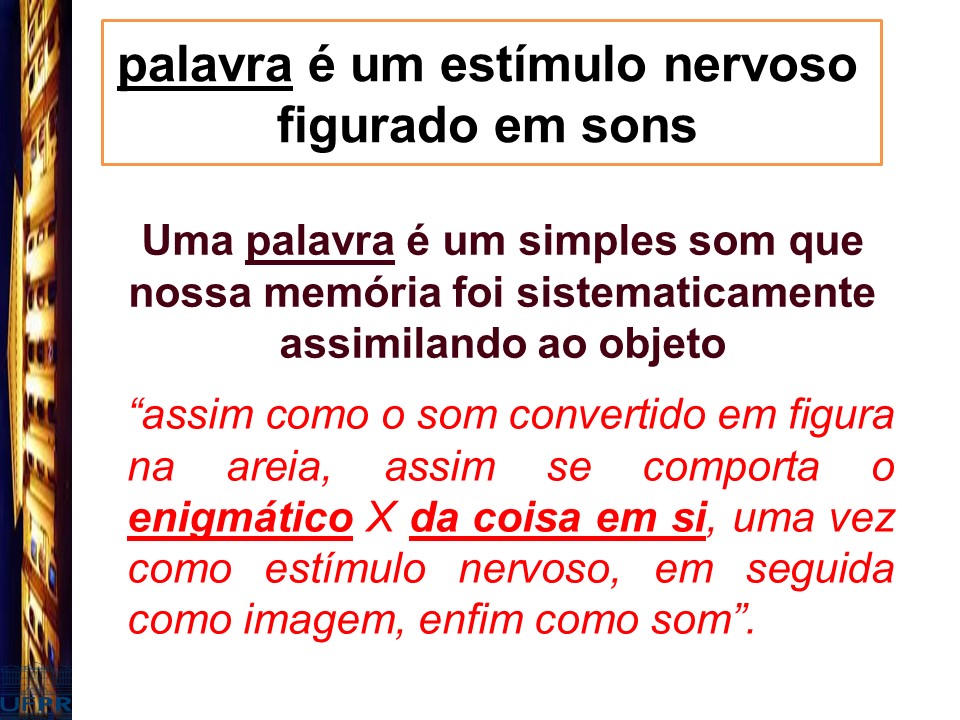 palavra é um estímulo nervoso
figurado em sons
Uma palavra é um simples som que
nossa memória foi sistematicamente
assimilando ao objeto
“assim como o som convertido em figura
na areia, assim se comporta o
enigmático X da coisa em si, uma vez
como estímulo nervoso, em seguida
como imagem, enfim como som”.
UFPR